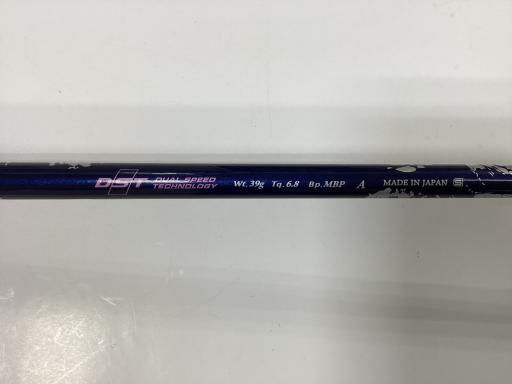 DST DUAL SPEED TECHNOLOGY Wt.39g Tq.6.8 Bp.MBP A MADE IN JAPAN